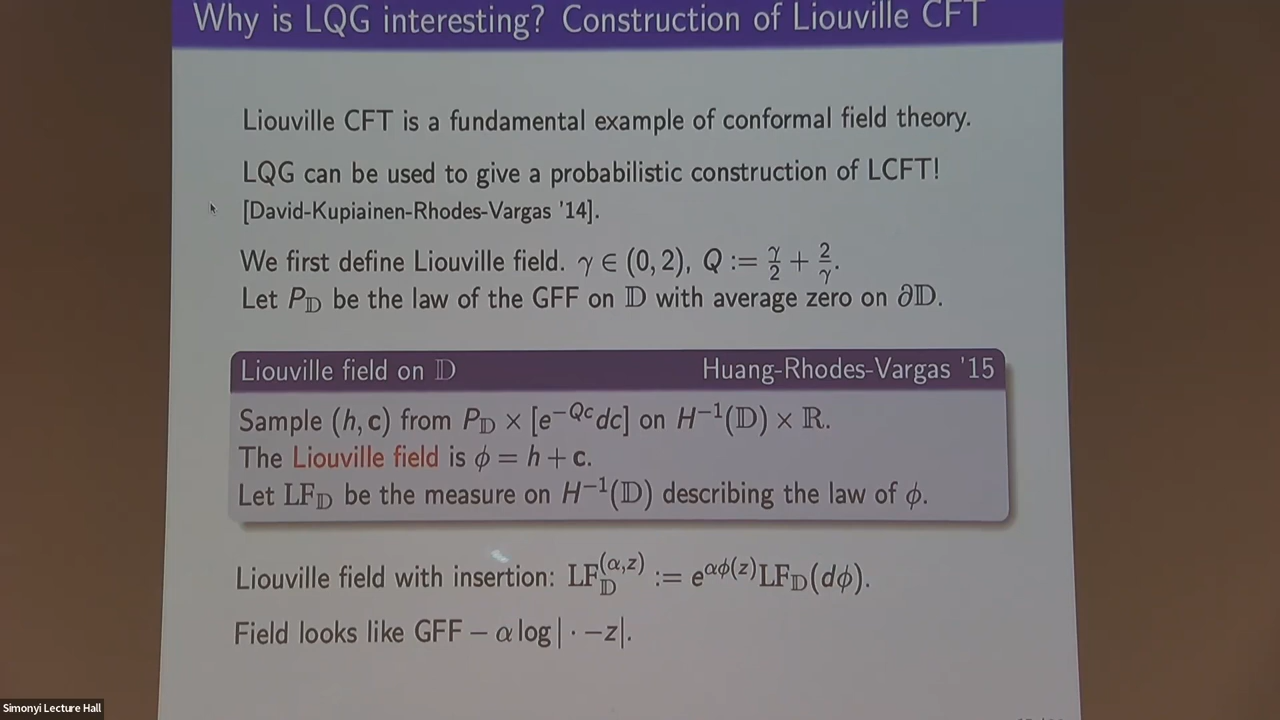 Why is LQG interesting? Construction of Liouville CFT
Liouville CFT is a fundamental example of conformal field theory.
LQG can be used to give a probabilistic construction of LCFT!
[David-Kupiainen-Rhodes-Vargas '14].
We first define Liouville field. γ ∈ (0, 2), Q := γ/2 + 2/γ.
Let P_𝔻 be the law of the GFF on 𝔻 with average zero on ∂𝔻.
Liouville field on 𝔻 Huang-Rhodes-Vargas '15
Sample (h, c) from P_𝔻 × [e^{−Qc}dc] on H^{−1}(𝔻) × ℝ.
The Liouville field is ϕ = h + c.
Let LF_𝔻 be the measure on H^{−1}(𝔻) describing the law of ϕ.
Liouville field with insertion: LF_𝔻^{(α,z)} := e^{αϕ(z)}LF_𝔻(dϕ).
Field looks like GFF − α log | · −z|.
Simonyi Lecture Hall